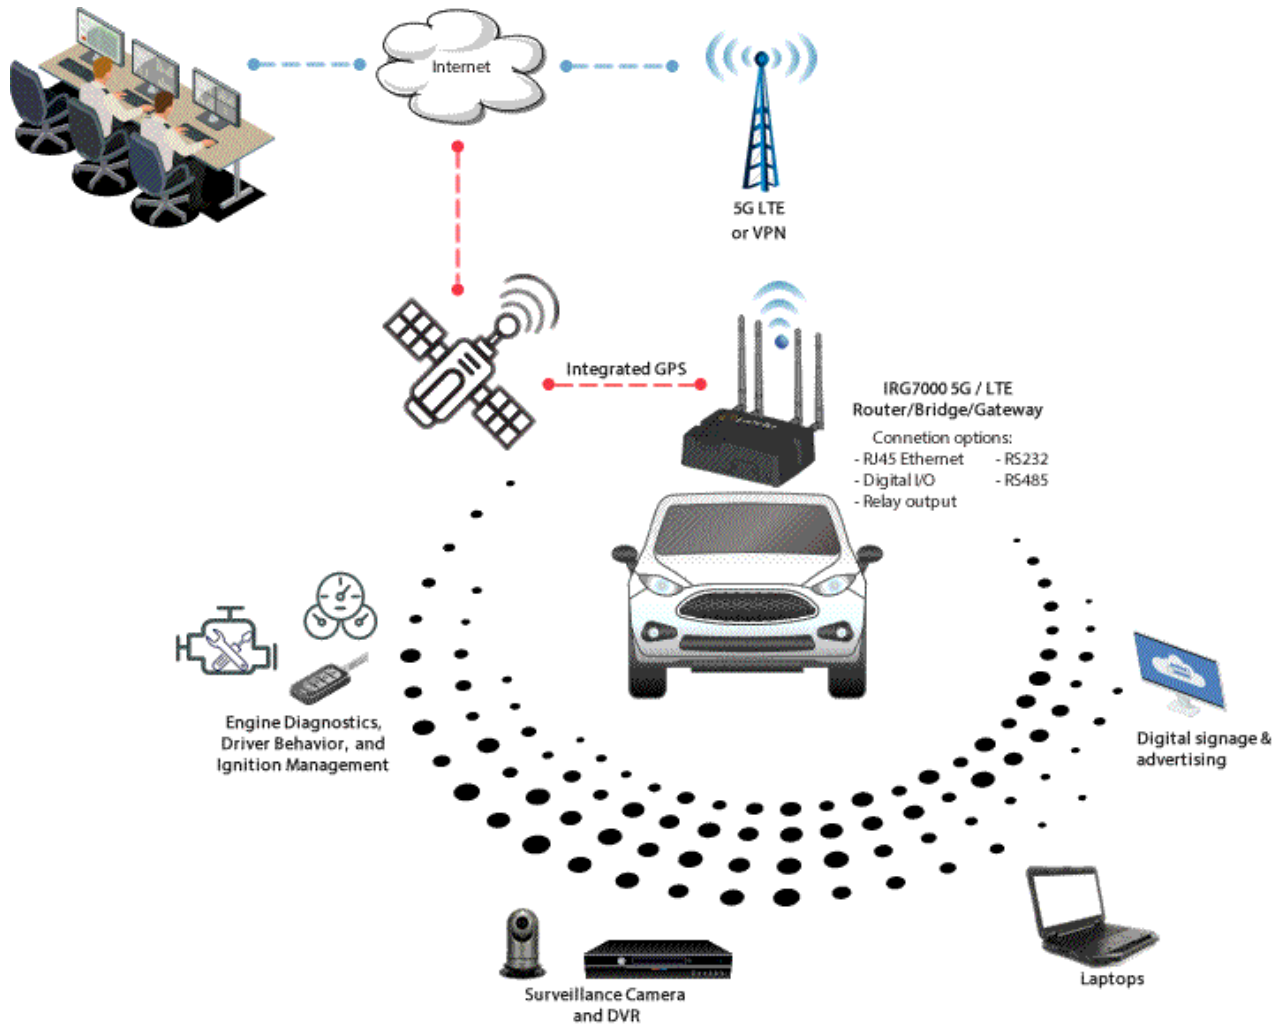 Internet
5G LTE
or VPN
Integrated GPS
IRG7000 5G / LTE
Router/Bridge/Gateway
Connetion options:
- RJ45 Ethernet - RS232
- Digital I/O - RS485
- Relay output
Engine Diagnostics,
Driver Behavior, and
Ignition Management
Digital signage &
advertising
Surveillance Camera
and DVR
Laptops